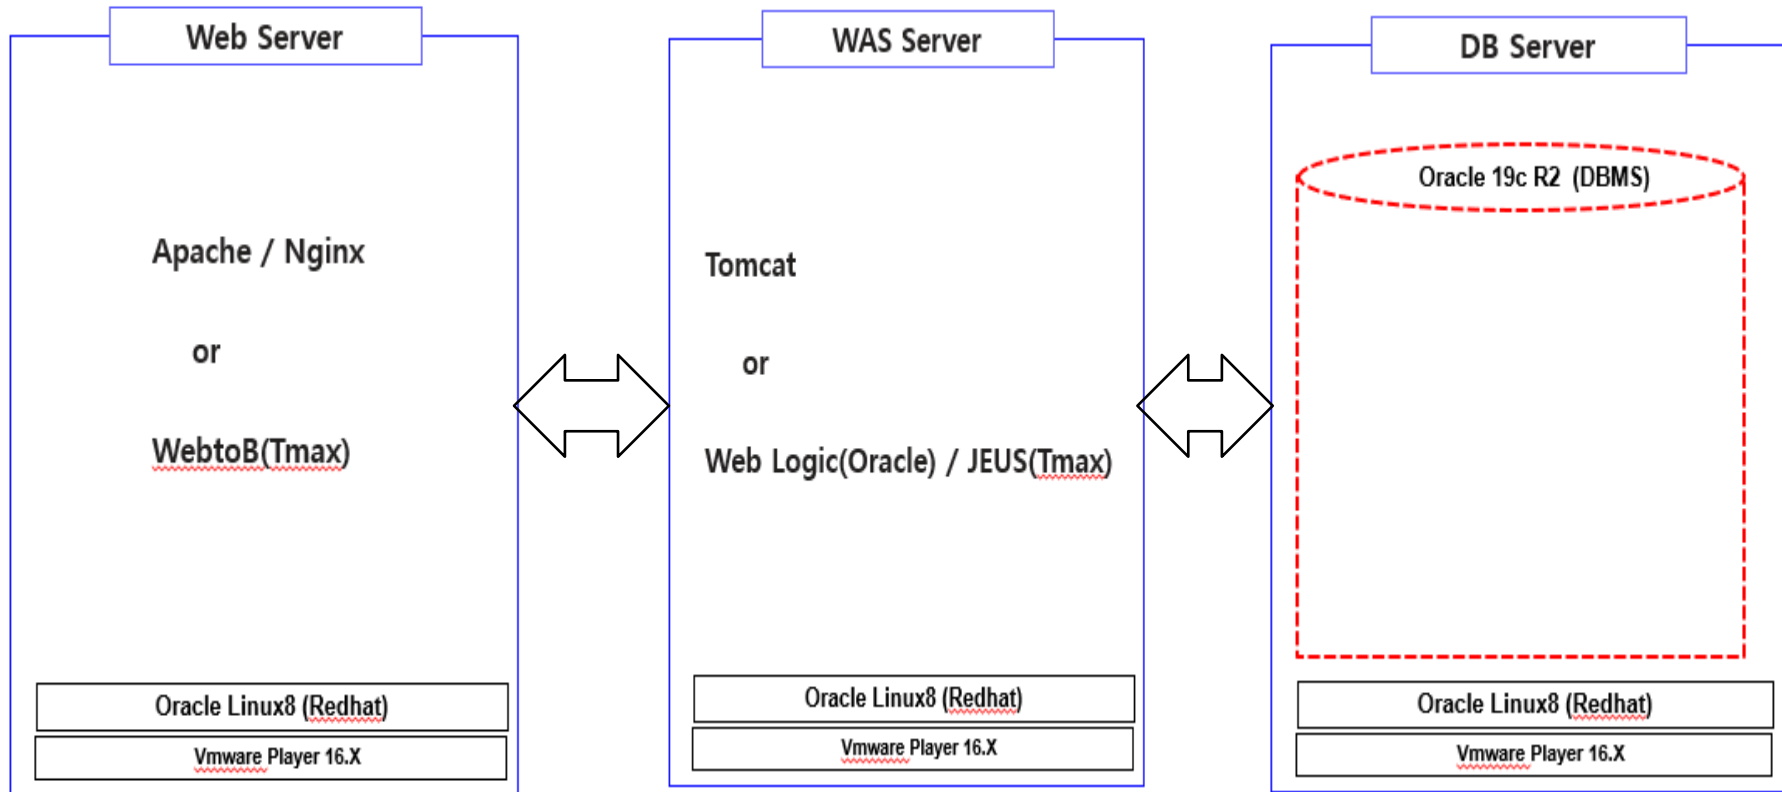 Web Server
Apache / Nginx
or
WebtoB(Tmax)
Oracle Linux8 (Redhat)
Vmware Player 16.X
WAS Server
Tomcat
or
Web Logic(Oracle) / JEUS(Tmax)
Oracle Linux8 (Redhat)
Vmware Player 16.X
DB Server
Oracle 19c R2 (DBMS)
Oracle Linux8 (Redhat)
Vmware Player 16.X